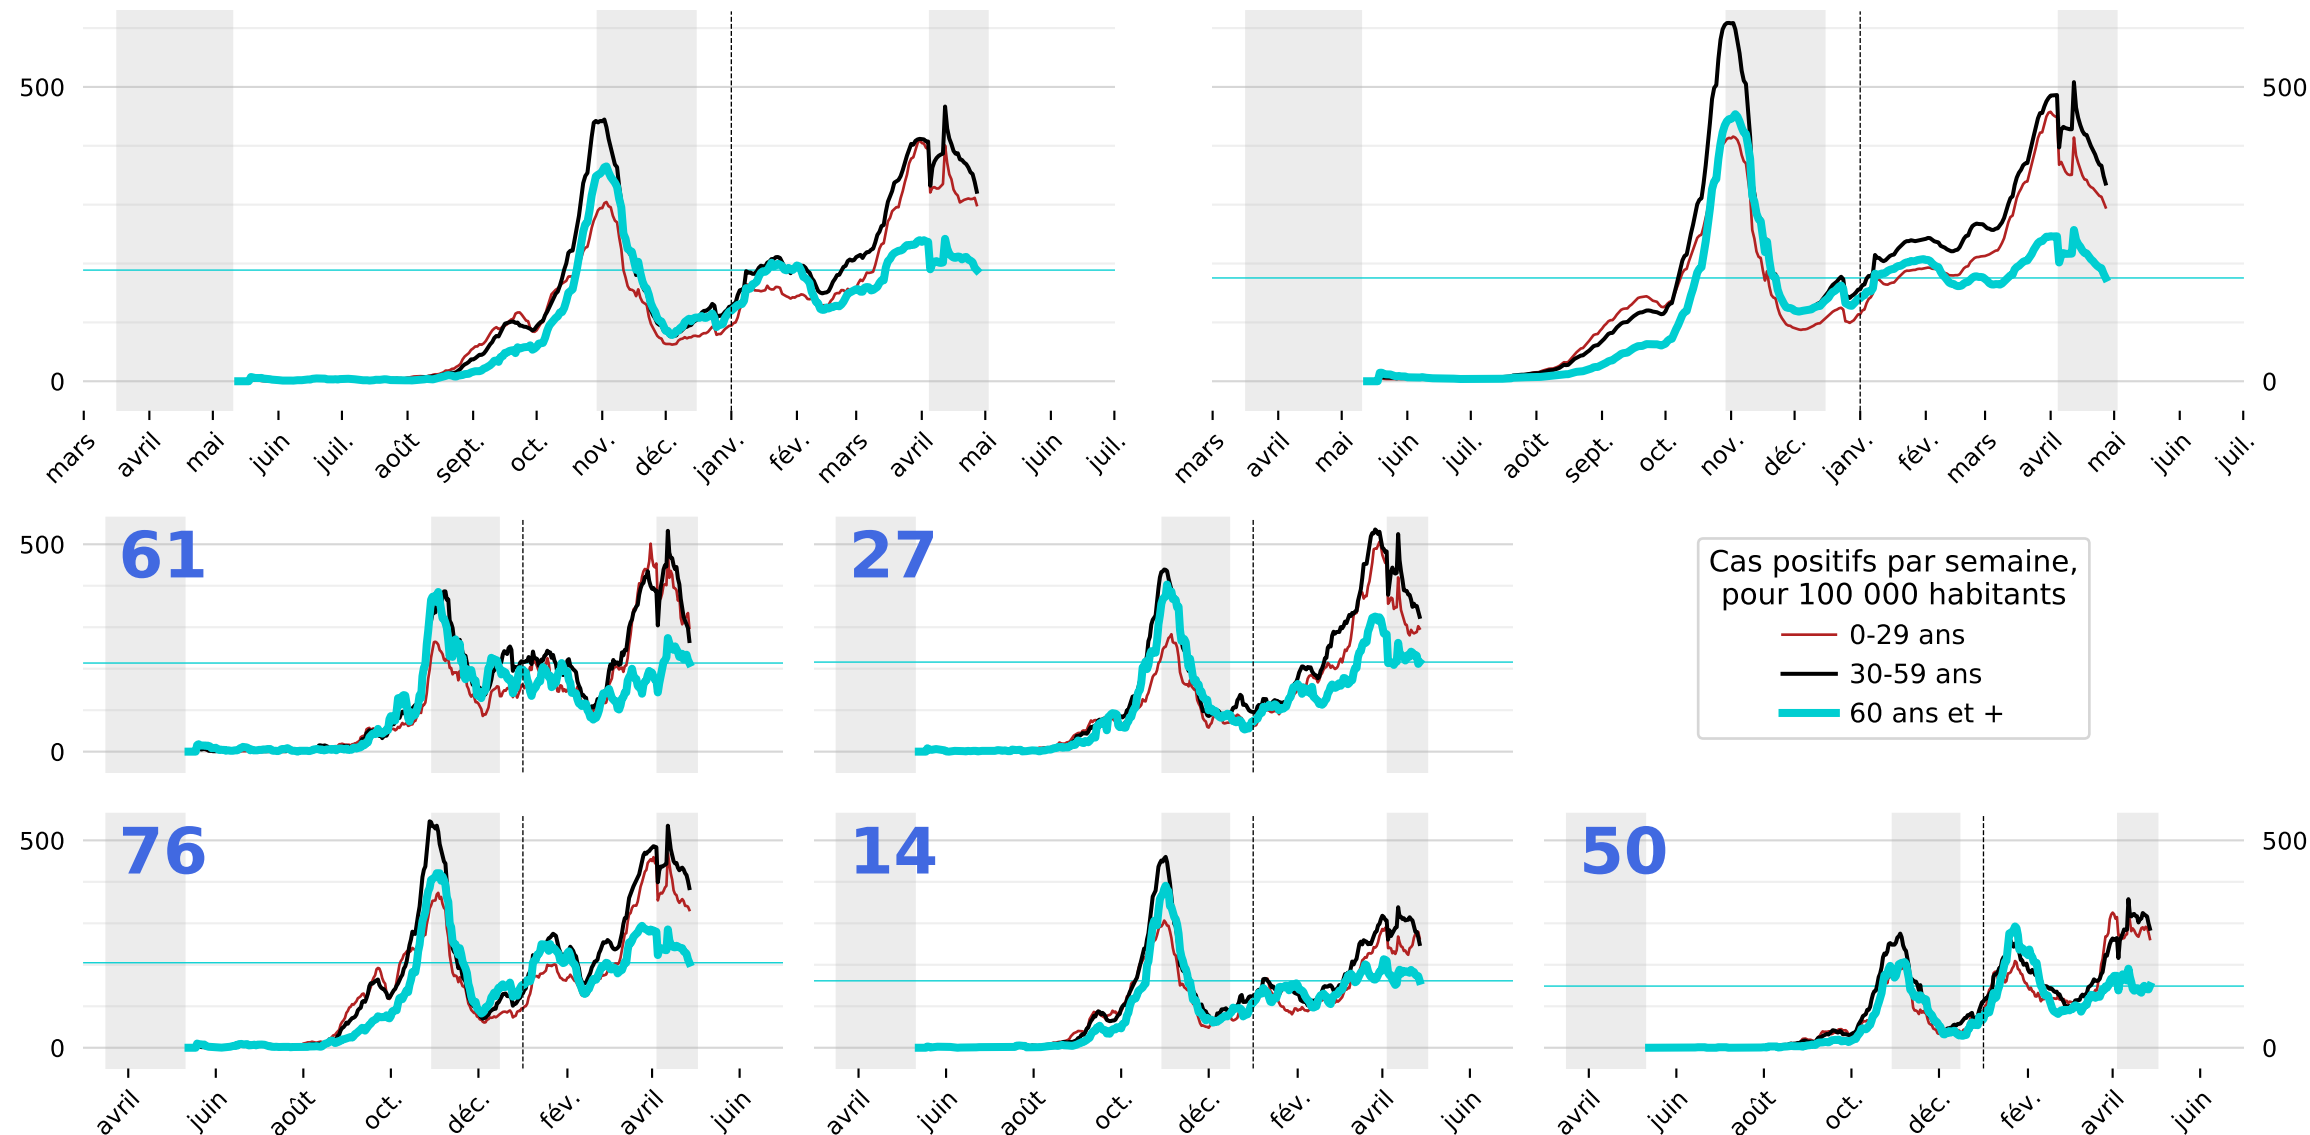 500
0
mars avril mai juin juil. août sept. oct. nov. déc. janv. fév. mars avril mai juin juil.
500
0
mars avril mai juin juil. août sept. oct. nov. déc. janv. fév. mars avril mai juin juil.
500
0
61
27
Cas positifs par semaine,
pour 100 000 habitants
0-29 ans
30-59 ans
60 ans et +
500
0
76
14
50
500
0
avril juin août oct. déc. fév. avril juin
avril juin août oct. déc. fév. avril juin
avril juin août oct. déc. fév. avril juin